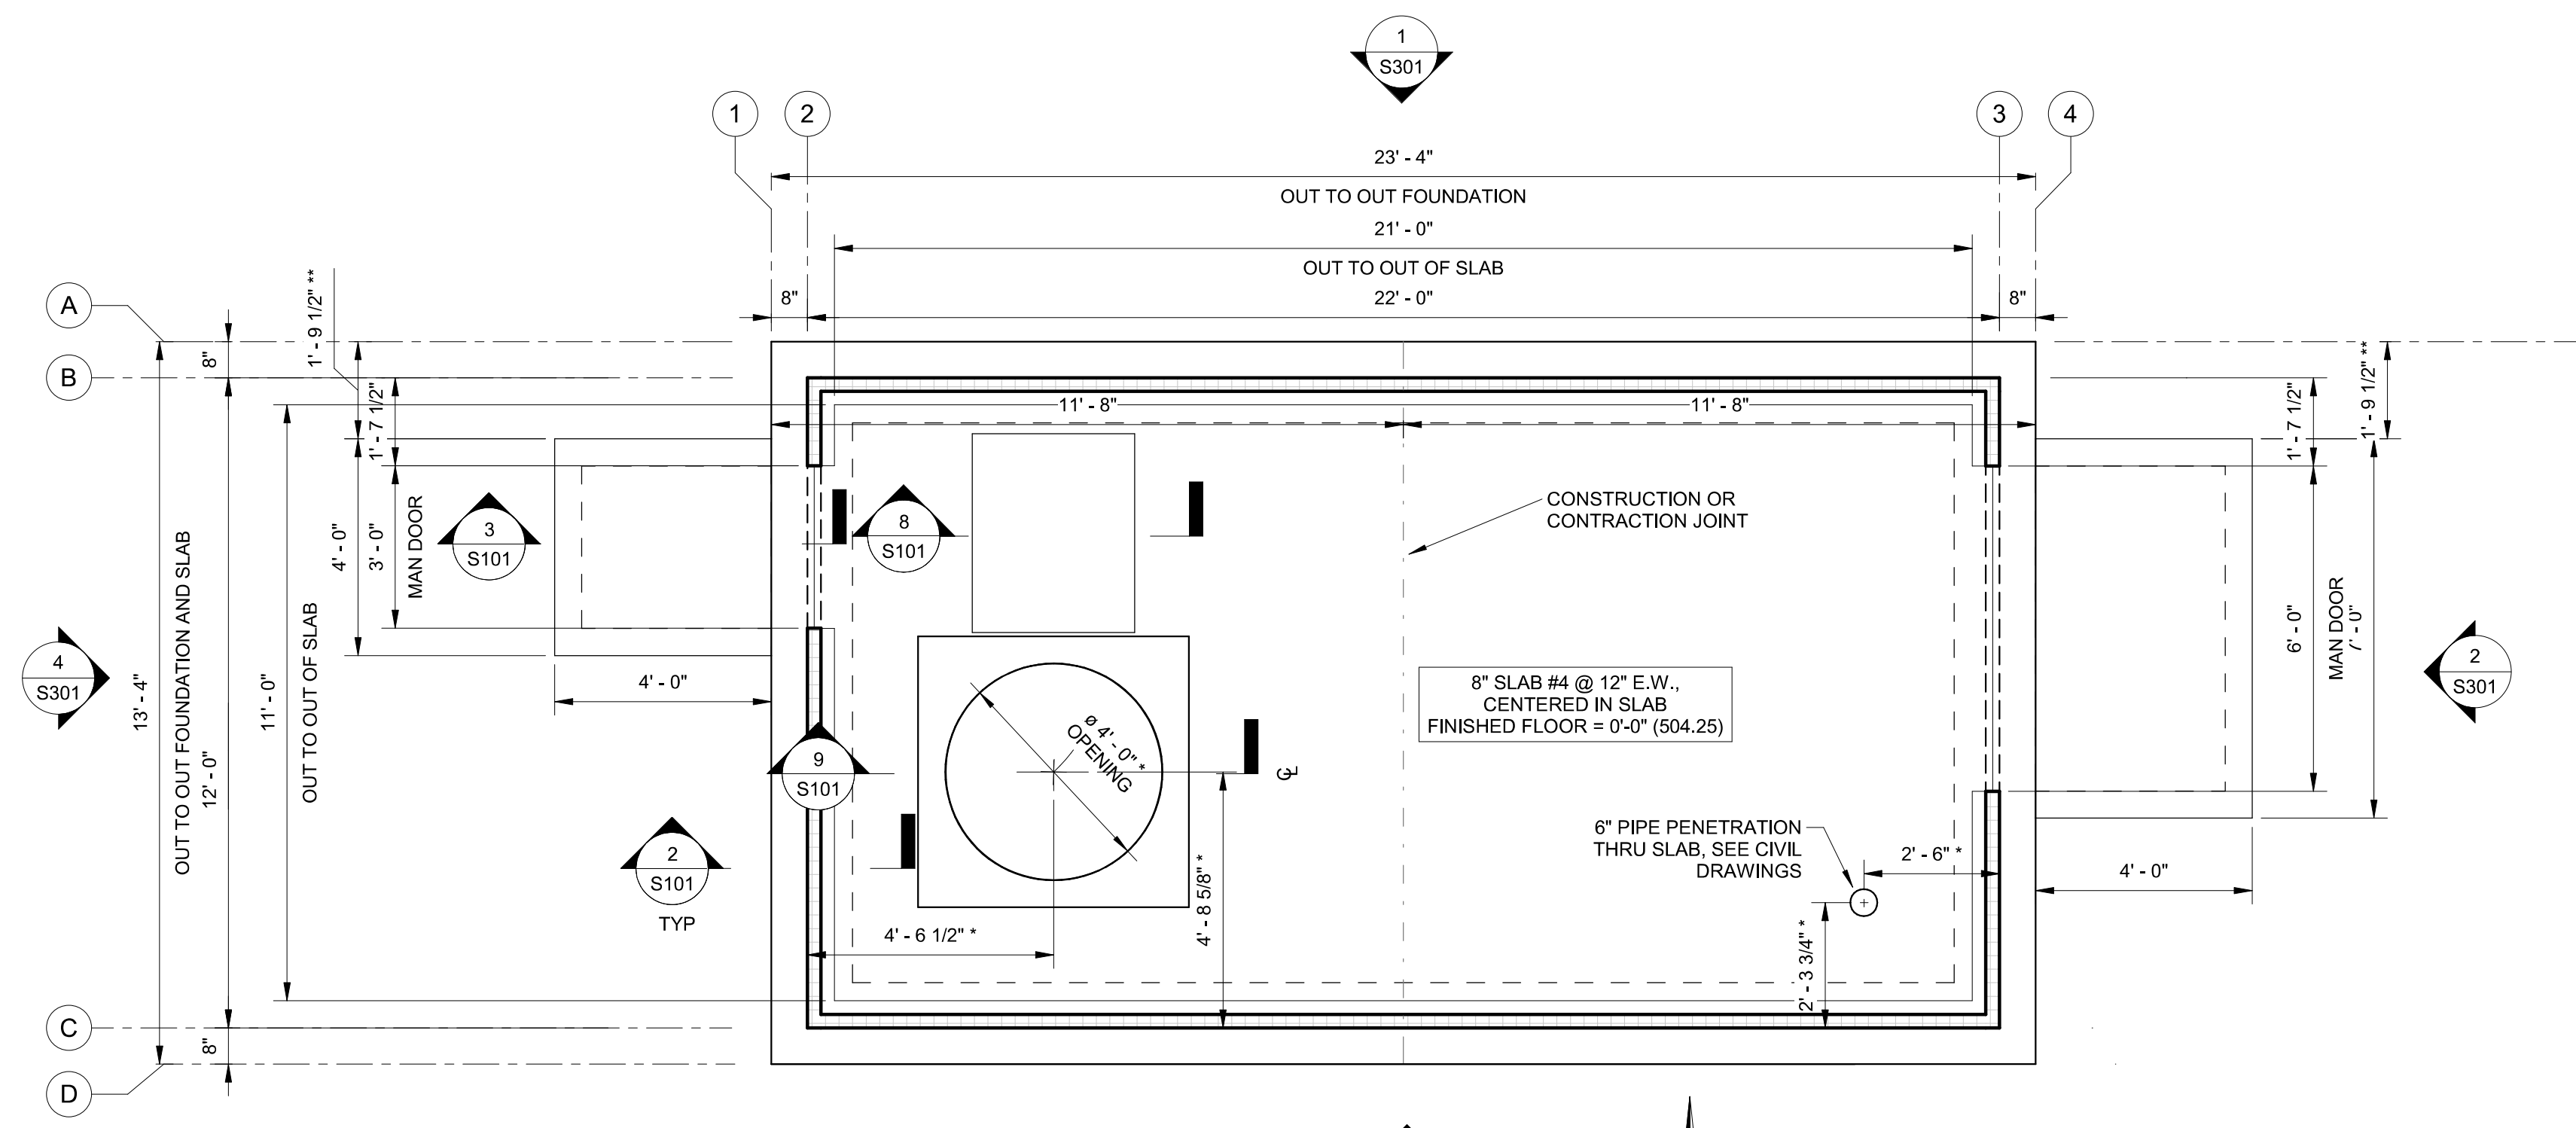 1
S301
1
2
3
4
23' - 4"
OUT TO OUT FOUNDATION
21' - 0"
OUT TO OUT OF SLAB
8"
22' - 0"
8"
A
B
C
D
8"
8"
1' - 9 1/2" **
1' - 7 1/2"
1' - 7 1/2"
1' - 9 1/2" **
11' - 8"
11' - 8"
13' - 4"
OUT TO OUT FOUNDATION AND SLAB
12' - 0"
11' - 0"
OUT TO OUT OF SLAB
4' - 0"
3' - 0"
MAN DOOR
3
S101
8
S101
CONSTRUCTION OR
CONTRACTION JOINT
4
S301
4' - 0"
9
S101
2
S101
TYP
ø 4' - 0" *
OPENING
CL
8" SLAB #4 @ 12" E.W.,
CENTERED IN SLAB
FINISHED FLOOR = 0'-0" (504.25)
6' - 0"
MAN DOOR
7' - 0"
2
S301
6" PIPE PENETRATION
THRU SLAB, SEE CIVIL
DRAWINGS
2' - 6" *
4' - 0"
4' - 6 1/2" *
4' - 8 5/8" *
2' - 3 3/4" *